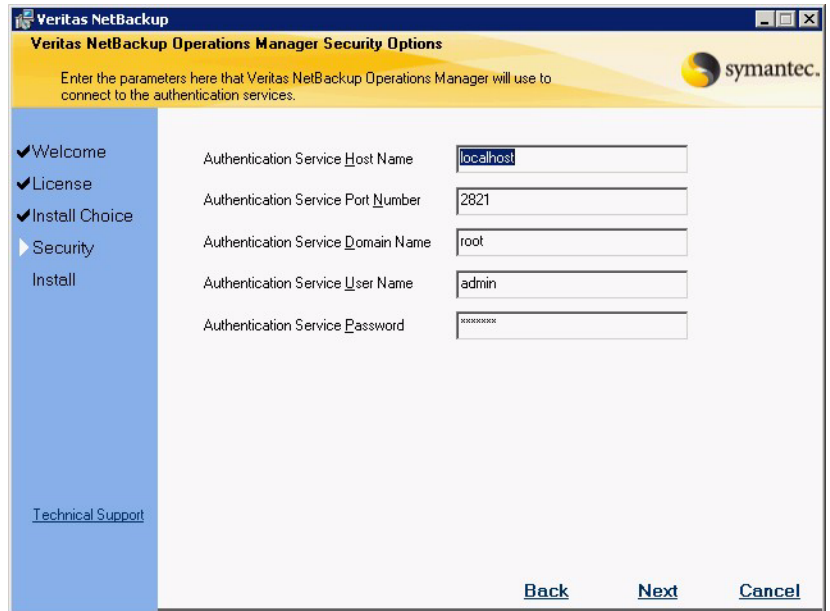 Veritas NetBackup
Veritas NetBackup Operations Manager Security Options
Enter the parameters here that Veritas NetBackup Operations Manager will use to
connect to the authentication services.
symantec.
Welcome
License
Install Choice
Security
Install
Authentication Service Host Name
localhost
Authentication Service Port Number
2821
Authentication Service Domain Name
root
Authentication Service User Name
admin
Authentication Service Password
×××××××
Technical Support
Back
Next
Cancel